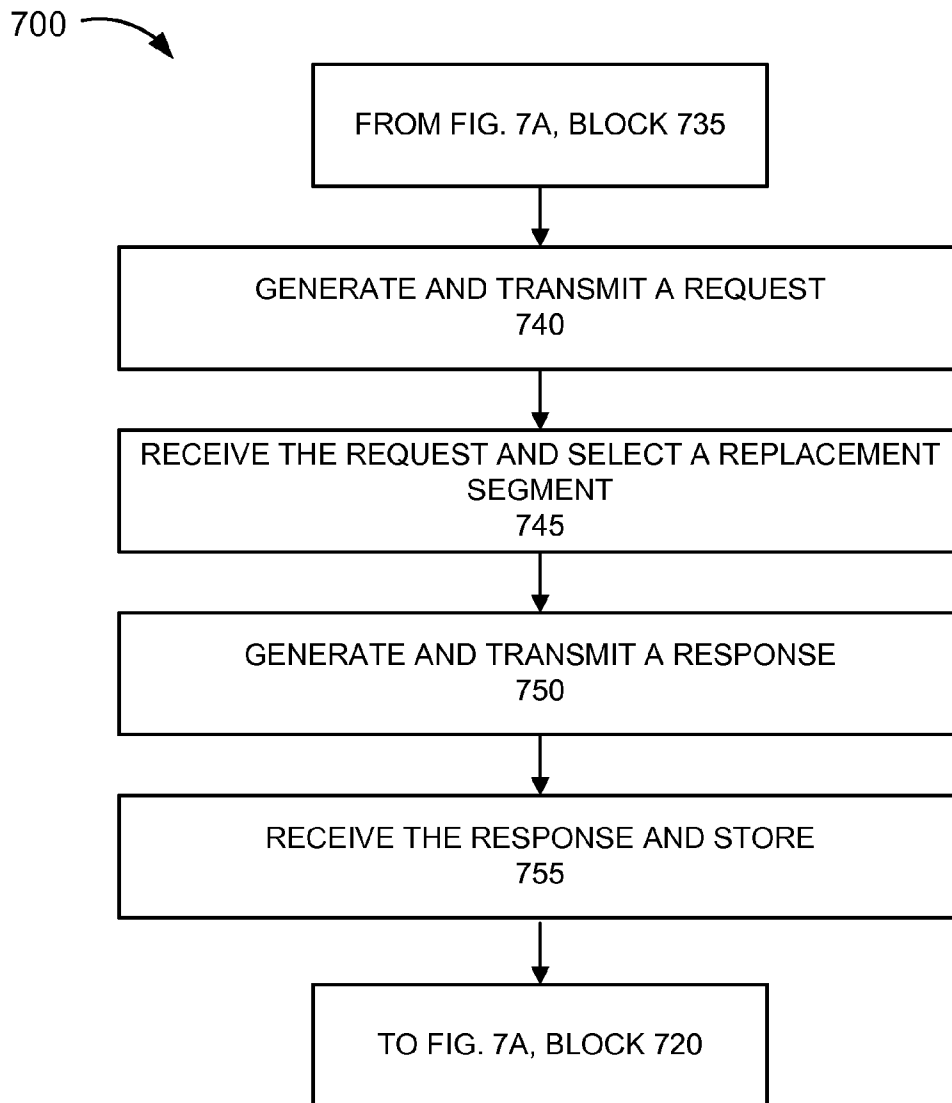 700
FROM FIG. 7A, BLOCK 735
GENERATE AND TRANSMIT A REQUEST
740
RECEIVE THE REQUEST AND SELECT A REPLACEMENT
SEGMENT
745
GENERATE AND TRANSMIT A RESPONSE
750
RECEIVE THE RESPONSE AND STORE
755
TO FIG. 7A, BLOCK 720